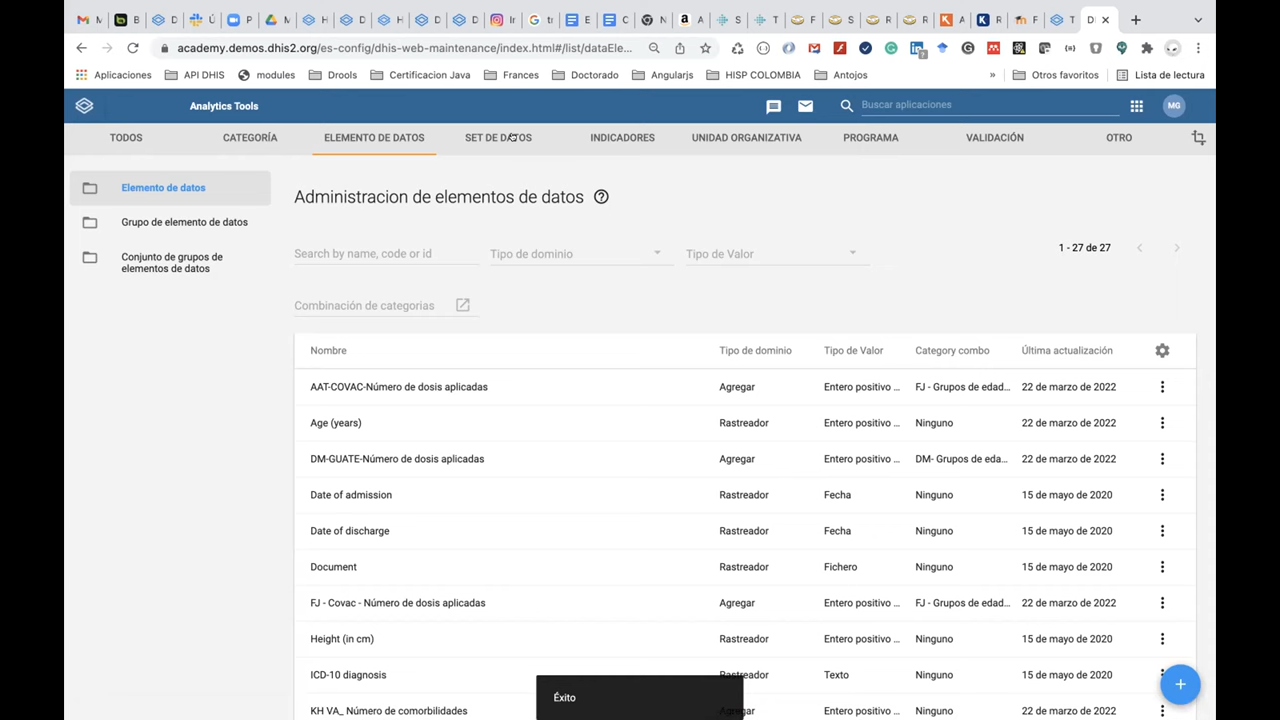 M
B
D
Ú
P
M
H
D
H
D
D
Ir
tr
E
C
N
A
S
T
F
S
R
R
A
R
F
T
D
academy.demos.dhis2.org/es-config/dhis-web-maintenance/index.html#/list/dataEle...
Aplicaciones
API DHIS
modules
Drools
Certificacion Java
Frances
Doctorado
Angularjs
HISP COLOMBIA
Antojos
»
Otros favoritos
Lista de lectura
Analytics Tools
Buscar aplicaciones
MG
TODOS
CATEGORÍA
ELEMENTO DE DATOS
SET DE DATOS
INDICADORES
UNIDAD ORGANIZATIVA
PROGRAMA
VALIDACIÓN
OTRO
Elemento de datos
Grupo de elemento de datos
Conjunto de grupos de
elementos de datos
Administracion de elementos de datos
Search by name, code or id
Tipo de dominio
Tipo de Valor
1 - 27 de 27
Combinación de categorias
Nombre Tipo de dominio Tipo de Valor Category combo Última actualización
AAT-COVAC-Número de dosis aplicadas Agregar Entero positivo ... FJ - Grupos de edad... 22 de marzo de 2022
Age (years) Rastreador Entero positivo ... Ninguno 22 de marzo de 2022
DM-GUATE-Número de dosis aplicadas Agregar Entero positivo ... DM- Grupos de eda... 22 de marzo de 2022
Date of admission Rastreador Fecha Ninguno 15 de mayo de 2020
Date of discharge Rastreador Fecha Ninguno 15 de mayo de 2020
Document Rastreador Fichero Ninguno 15 de mayo de 2020
FJ - Covac - Número de dosis aplicadas Agregar Entero positivo ... FJ - Grupos de edad... 22 de marzo de 2022
Height (in cm) Rastreador Entero positivo ... Ninguno 15 de mayo de 2020
ICD-10 diagnosis Rastreador Texto Ninguno 15 de mayo de 2020
Éxito
KH VA_ Número de comorbilidades Agregar Entero positivo ... Ninguno 22 de marzo de 2022